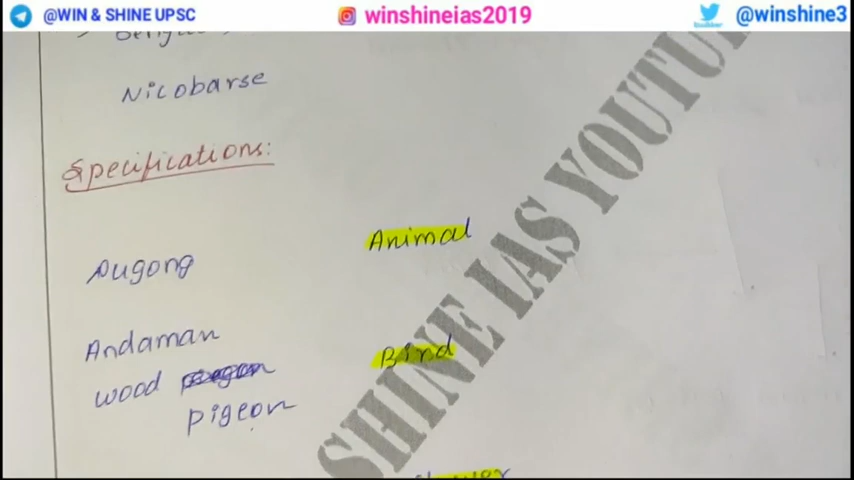 @WIN & SHINE UPSC
winshineias2019
@winshine3
Nicobarse
Specifications:
Dugong
Animal
Andaman
wood
pigeon
Bird
SHINE IAS YOUTU